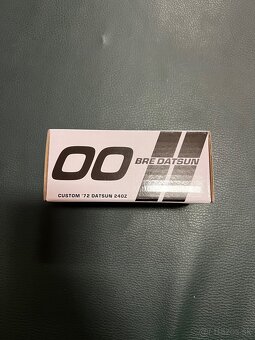 00
BRE DATSUN
CUSTOM '72 DATSUN 240Z